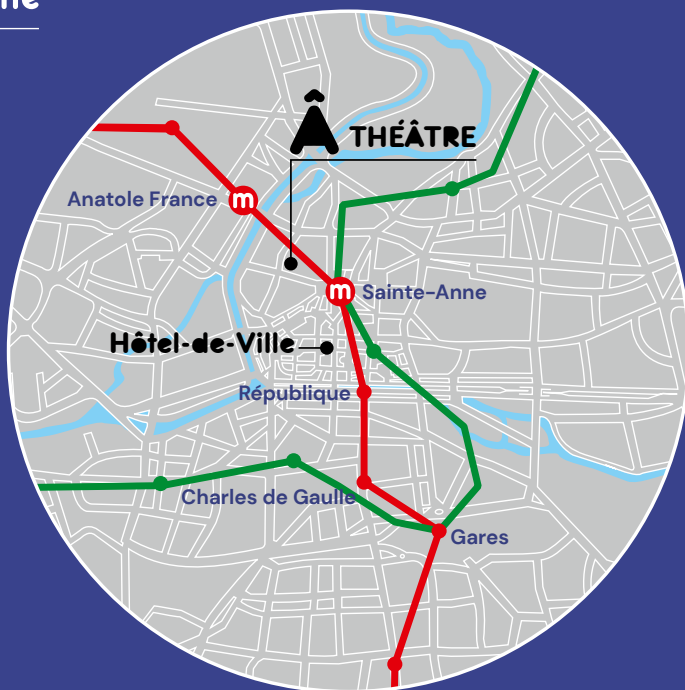 Â THÉÂTRE
Anatole France
m
m
Sainte-Anne
Hôtel-de-Ville
République
Charles de Gaulle
Gares